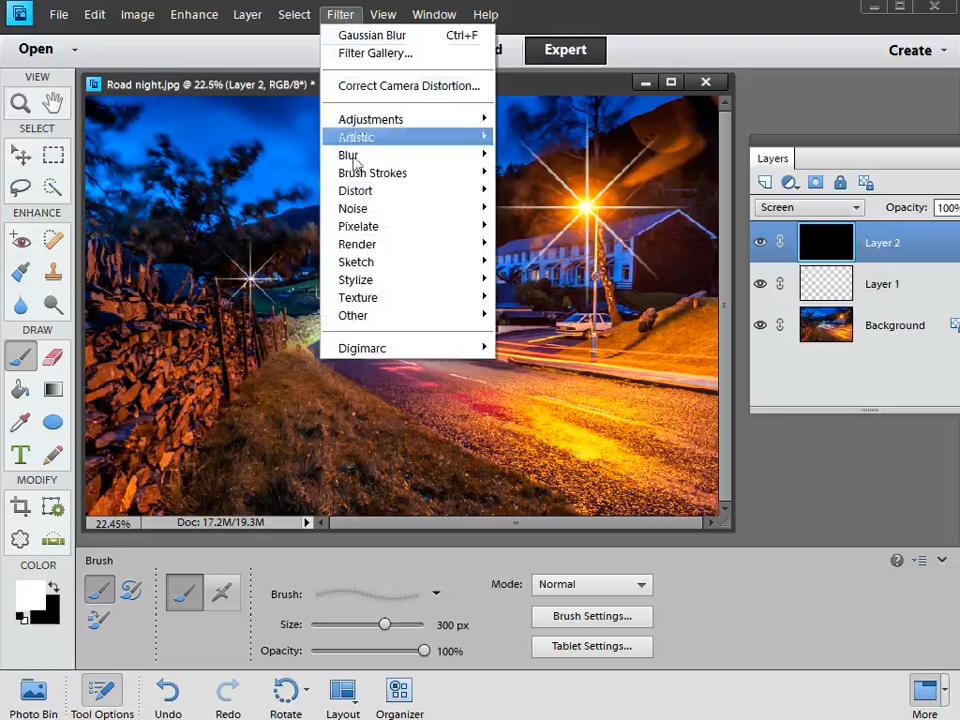 File Edit Image Enhance Layer Select Filter View Window Help
Open
Expert
Create
Gaussian Blur Ctrl+F
Filter Gallery...
Correct Camera Distortion...
Adjustments
Artistic
Blur
Brush Strokes
Distort
Noise
Pixelate
Render
Sketch
Stylize
Texture
Other
Digimarc
VIEW
SELECT
ENHANCE
DRAW
MODIFY
COLOR
Road night.jpg @ 22.5% (Layer 2, RGB/8*) *
22.45% Doc: 17.2M/19.3M
Layers
Screen Opacity: 100%
Layer 2
Layer 1
Background
Brush
Brush:
Size: 300 px
Opacity: 100%
Mode: Normal
Brush Settings...
Tablet Settings...
Photo Bin Tool Options Undo Redo Rotate Layout Organizer More